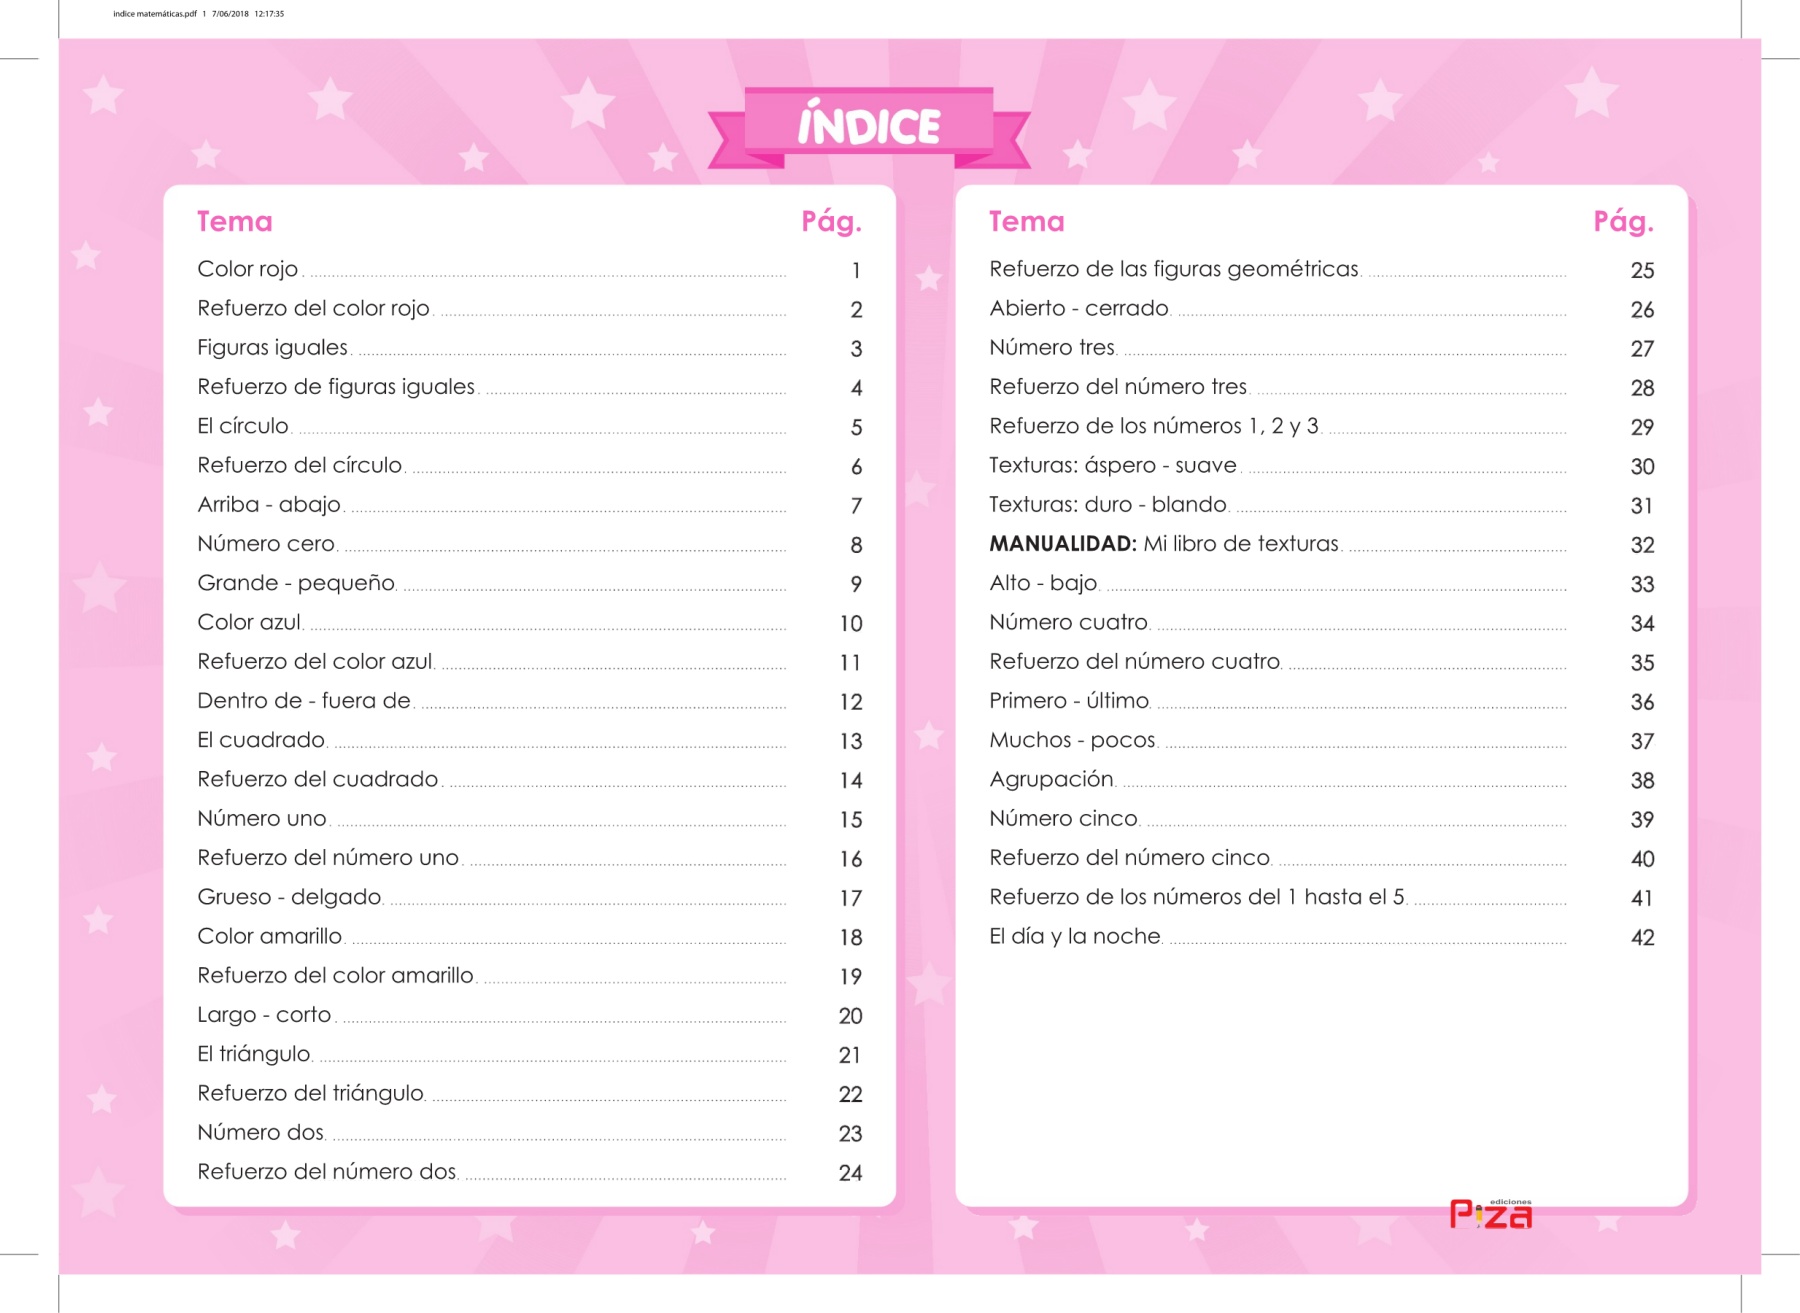 indice matemáticas.pdf 1 7/06/2018 12:17:35
ÍNDICE
Tema Pág.
Color rojo 1
Refuerzo del color rojo 2
Figuras iguales 3
Refuerzo de figuras iguales 4
El círculo 5
Refuerzo del círculo 6
Arriba - abajo 7
Número cero 8
Grande - pequeño 9
Color azul 10
Refuerzo del color azul 11
Dentro de - fuera de 12
El cuadrado 13
Refuerzo del cuadrado 14
Número uno 15
Refuerzo del número uno 16
Grueso - delgado 17
Color amarillo 18
Refuerzo del color amarillo 19
Largo - corto 20
El triángulo 21
Refuerzo del triángulo 22
Número dos 23
Refuerzo del número dos 24
Tema Pág.
Refuerzo de las figuras geométricas 25
Abierto - cerrado 26
Número tres 27
Refuerzo del número tres 28
Refuerzo de los números 1, 2 y 3 29
Texturas: áspero - suave 30
Texturas: duro - blando 31
MANUALIDAD: Mi libro de texturas 32
Alto - bajo 33
Número cuatro 34
Refuerzo del número cuatro 35
Primero - último 36
Muchos - pocos 37
Agrupación 38
Número cinco 39
Refuerzo del número cinco 40
Refuerzo de los números del 1 hasta el 5 41
El día y la noche 42
ediciones
Piza